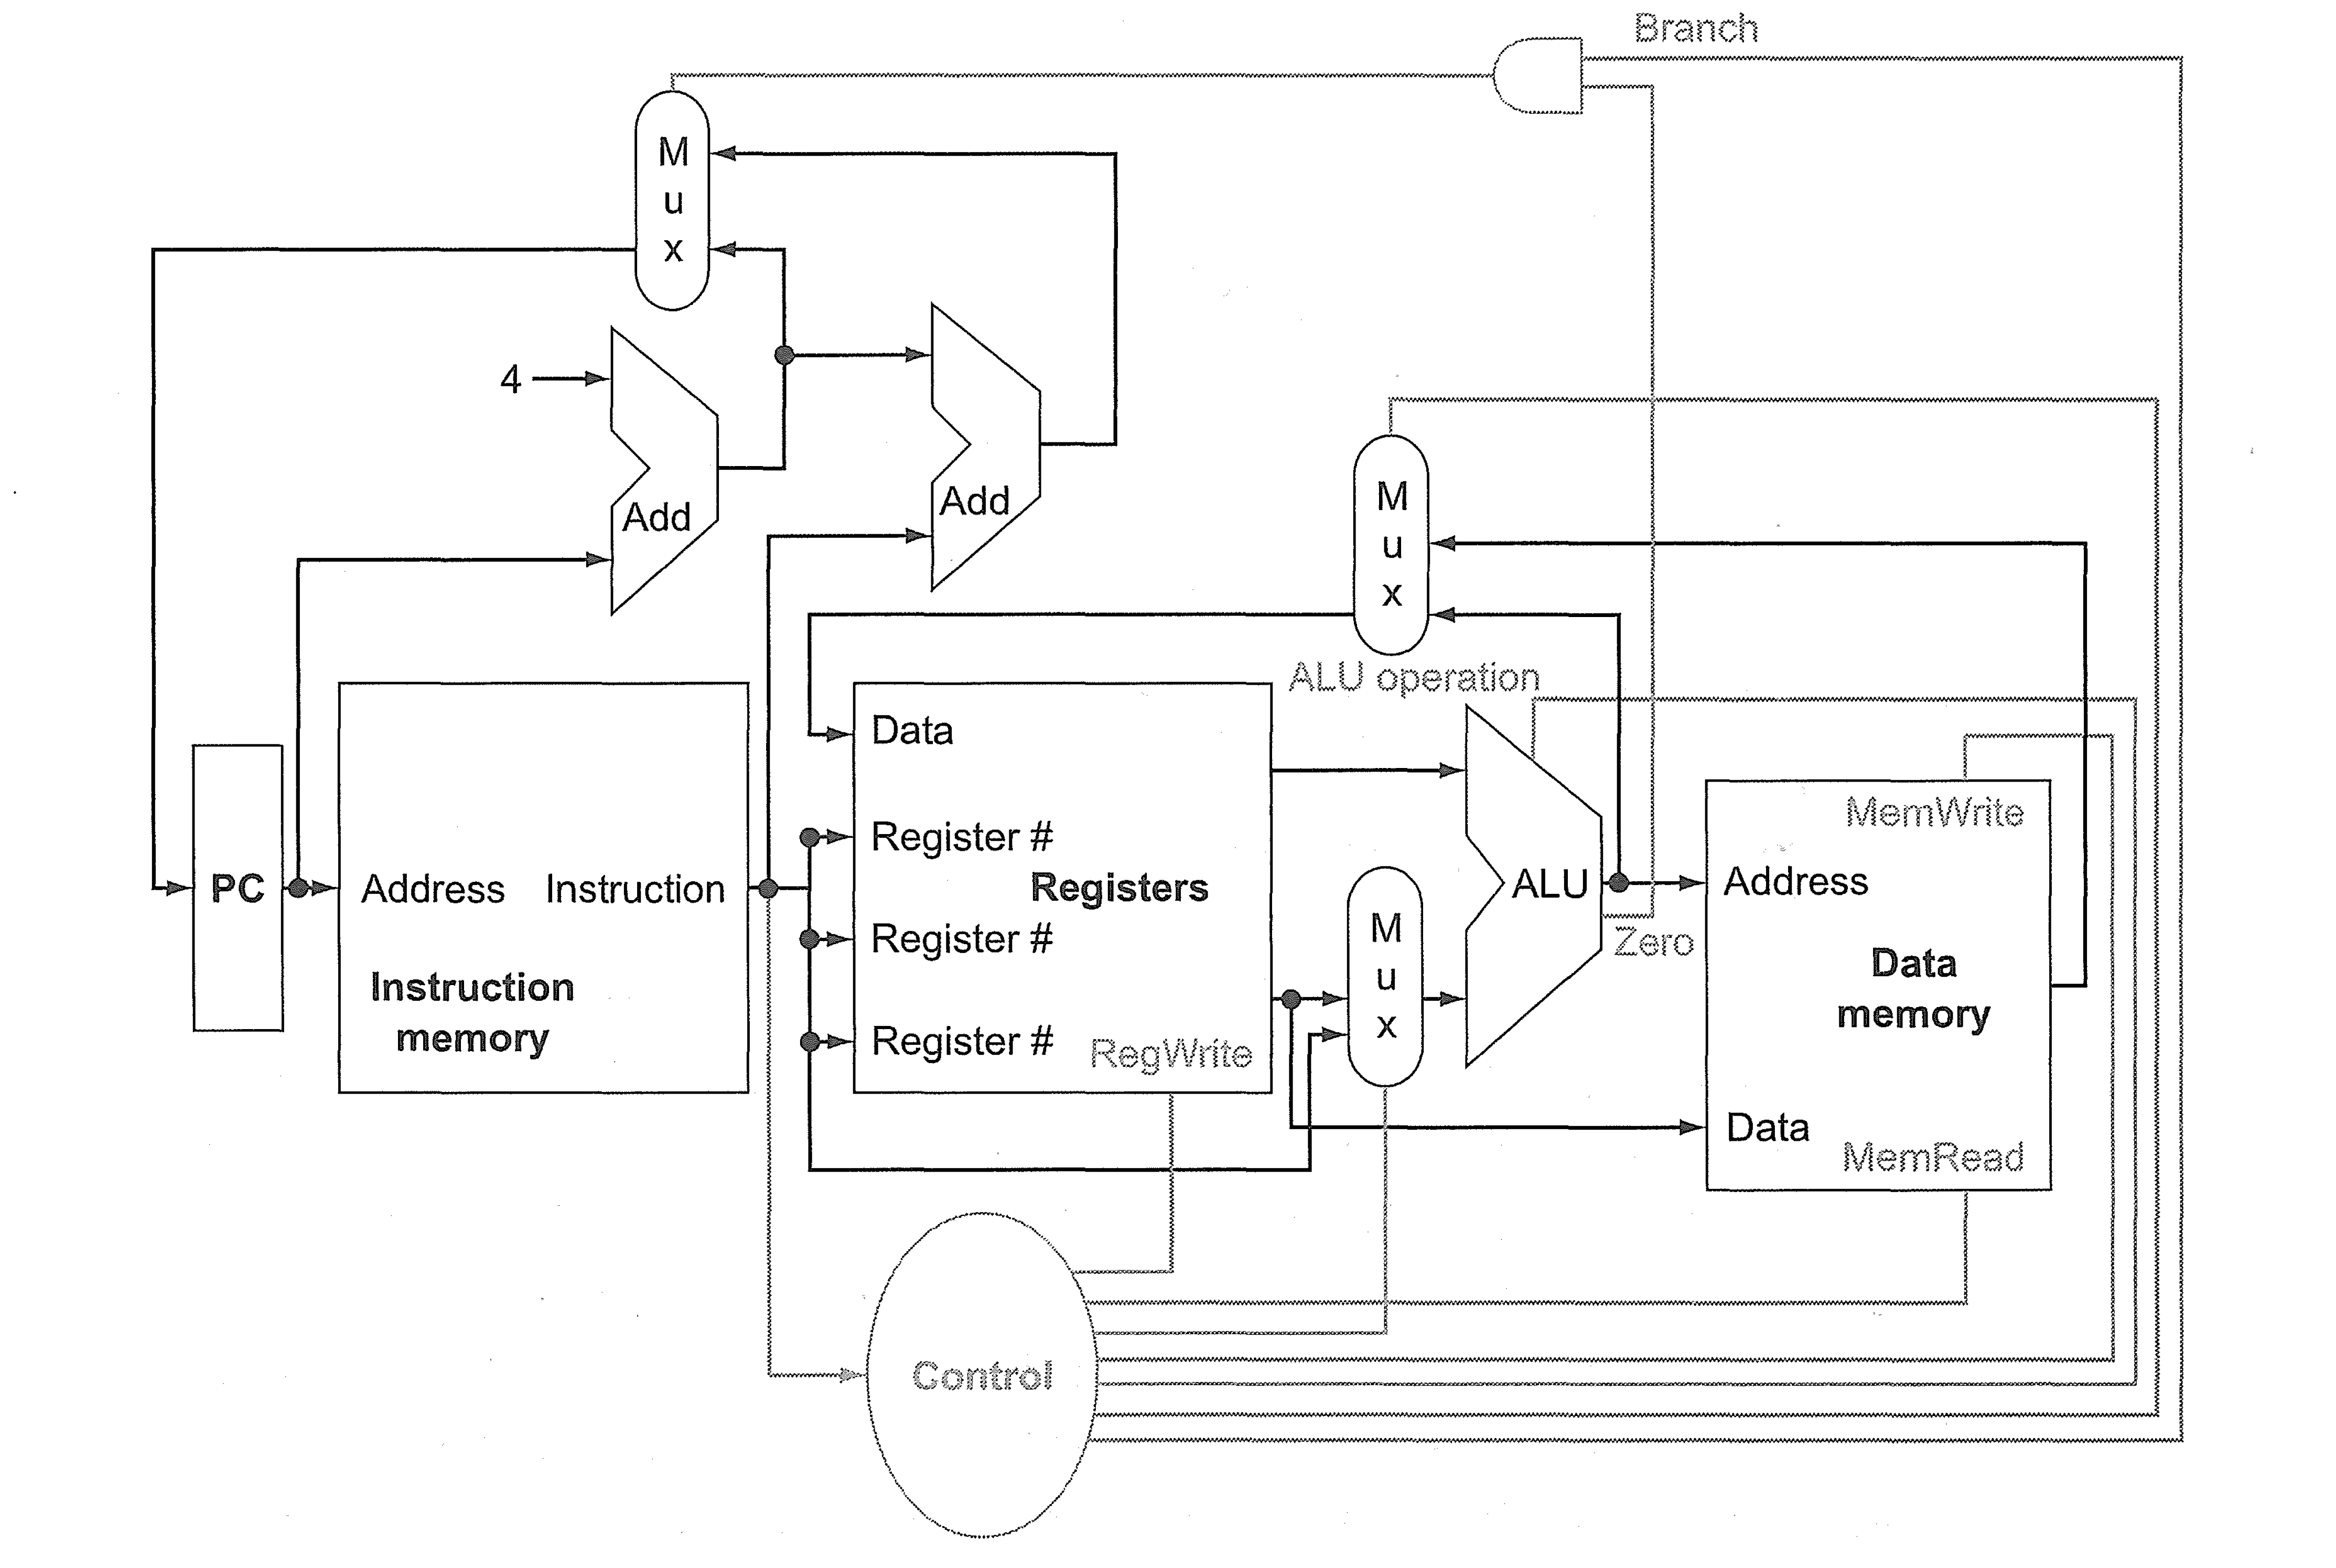 Branch
M
u
x
4
Add
Add
M
u
x
ALU operation
Data
Register #
Registers
Register #
Register #
RegWrite
PC
Address
Instruction
Instruction
memory
M
u
x
ALU
Zero
MemWrite
Address
Data
memory
Data
MemRead
Control